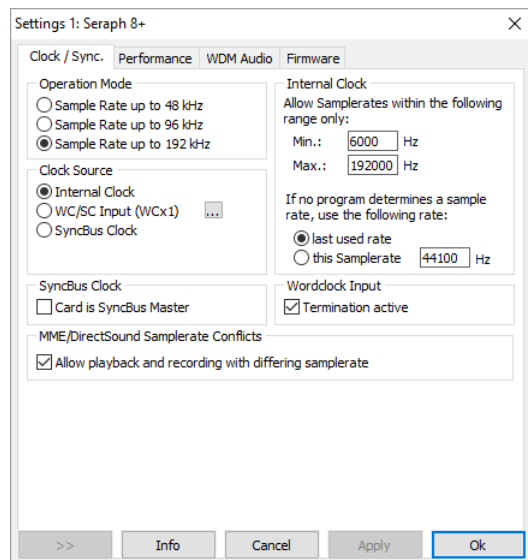 Settings 1: Seraph 8+
Clock / Sync.
Performance
WDM Audio
Firmware
Operation Mode
Sample Rate up to 48 kHz
Sample Rate up to 96 kHz
Sample Rate up to 192 kHz
Clock Source
Internal Clock
WC/SC Input (WCx1) ...
SyncBus Clock
Internal Clock
Allow Samplerates within the following
range only:
Min.: 6000 Hz
Max.: 192000 Hz
If no program determines a sample
rate, use the following rate:
last used rate
this Samplerate 44100 Hz
SyncBus Clock
Card is SyncBus Master
Wordclock Input
Termination active
MME/DirectSound Samplerate Conflicts
Allow playback and recording with differing samplerate
>>
Info
Cancel
Apply
Ok